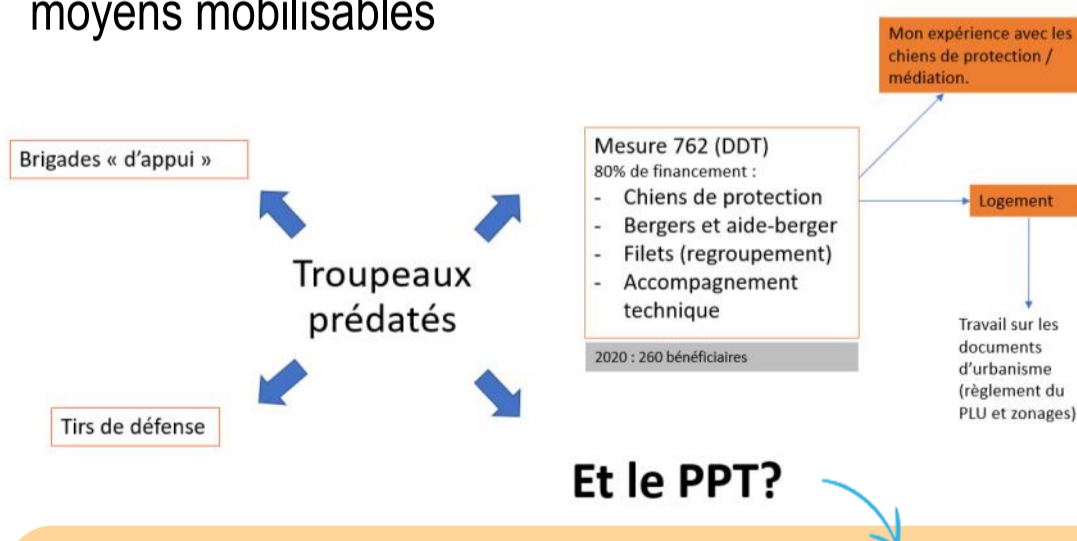 moyens mobilisables
Mon expérience avec les
chiens de protection /
médiation.
Brigades « d'appui »
Mesure 762 (DDT)
80% de financement :
- Chiens de protection
- Bergers et aide-berger
- Filets (regroupement)
- Accompagnement
technique
2020 : 260 bénéficiaires
Logement
Troupeaux
prédatés
Travail sur les
documents
d'urbanisme
(règlement du
PLU et zonages)
Tirs de défense
Et le PPT?